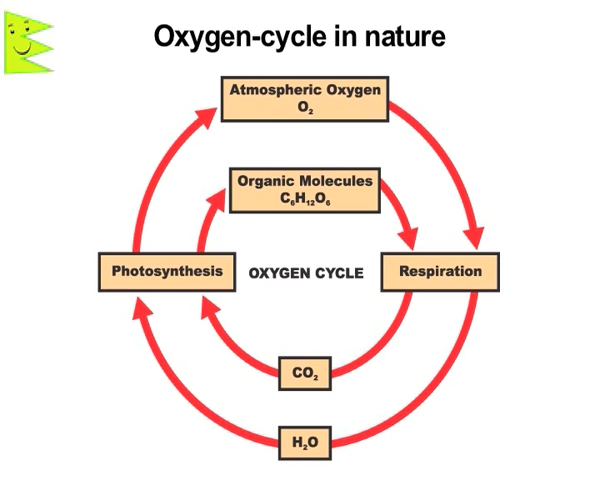 Oxygen-cycle in nature
Atmospheric Oxygen
O₂
Organic Molecules
C₆H₁₂O₆
Photosynthesis
OXYGEN CYCLE
Respiration
CO₂
H₂O